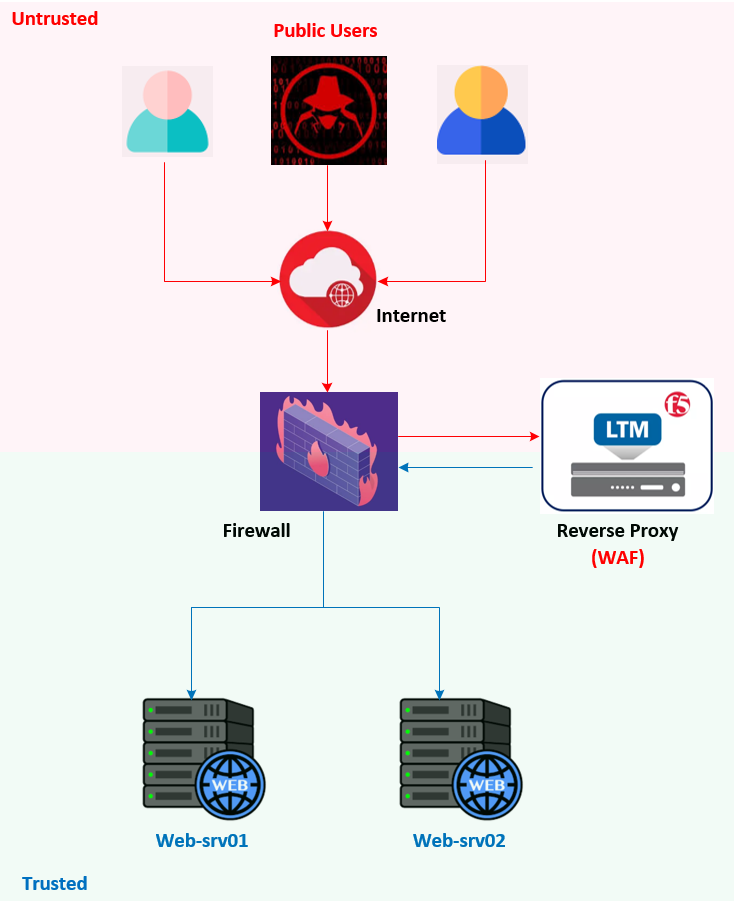 Untrusted
Public Users
Internet
f5
LTM
Firewall
Reverse Proxy
(WAF)
WEB
WEB
Web-srv01
Web-srv02
Trusted